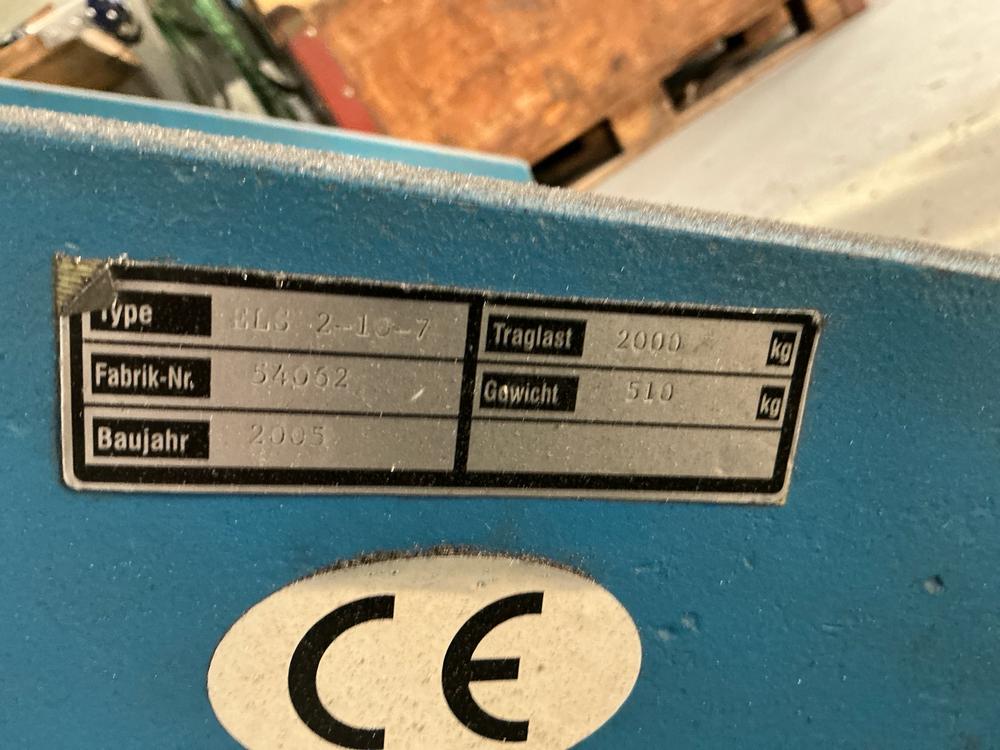 Type ELS 2-10-7 Traglast 2000 kg
Fabrik-Nr. 54062 Gewicht 510 kg
Baujahr 2005
CE